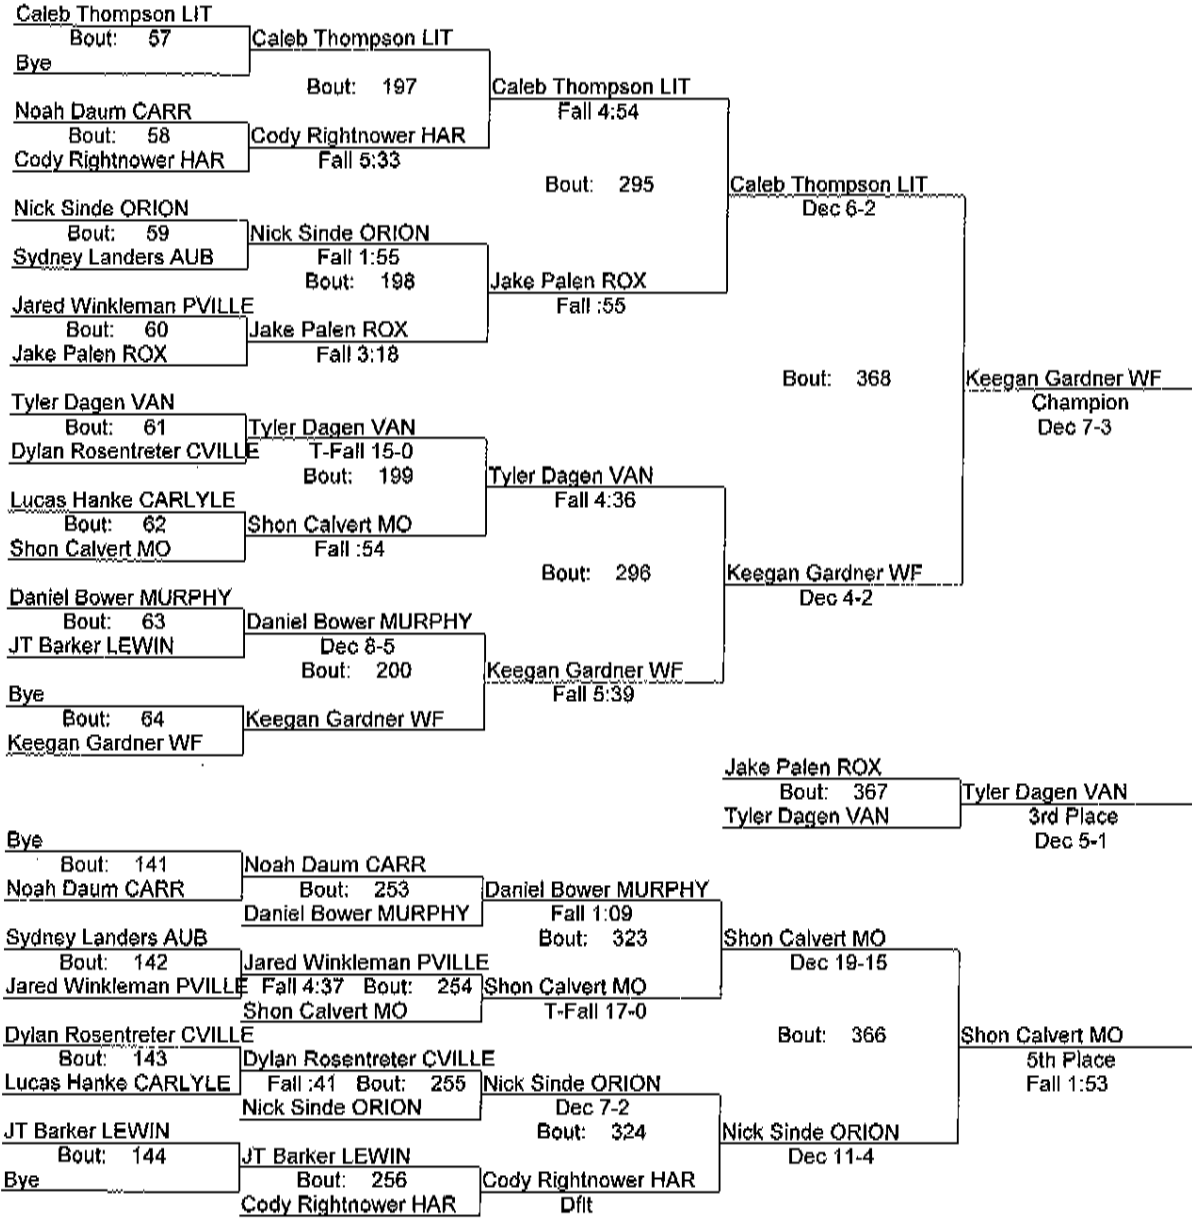 Caleb Thompson LIT
Bout: 57
Caleb Thompson LIT
Bye
Bout: 197
Caleb Thompson LIT
Noah Daum CARR
Fall 4:54
Bout: 58
Cody Rightnower HAR
Cody Rightnower HAR
Fall 5:33
Bout: 295
Caleb Thompson LIT
Dec 6-2
Nick Sinde ORION
Bout: 59
Nick Sinde ORION
Sydney Landers AUB
Fall 1:55
Bout: 198
Jake Palen ROX
Jared Winkleman PVILLE
Fall :55
Bout: 60
Jake Palen ROX
Jake Palen ROX
Fall 3:18
Bout: 368
Keegan Gardner WF
Champion
Dec 7-3
Tyler Dagen VAN
Bout: 61
Tyler Dagen VAN
Dylan Rosentreter CVILLE
T-Fall 15-0
Bout: 199
Tyler Dagen VAN
Lucas Hanke CARLYLE
Fall 4:36
Bout: 62
Shon Calvert MO
Shon Calvert MO
Fall :54
Bout: 296
Keegan Gardner WF
Dec 4-2
Daniel Bower MURPHY
Bout: 63
Daniel Bower MURPHY
JT Barker LEWIN
Dec 8-5
Bout: 200
Keegan Gardner WF
Bye
Fall 5:39
Bout: 64
Keegan Gardner WF
Keegan Gardner WF
Jake Palen ROX
Bout: 367
Tyler Dagen VAN
Tyler Dagen VAN
3rd Place
Dec 5-1
Bye
Bout: 141
Noah Daum CARR
Noah Daum CARR
Bout: 253
Daniel Bower MURPHY
Daniel Bower MURPHY
Fall 1:09
Sydney Landers AUB
Bout: 323
Shon Calvert MO
Dec 19-15
Bout: 142
Jared Winkleman PVILLE
Jared Winkleman PVILLE
Fall 4:37 Bout: 254
Shon Calvert MO
Shon Calvert MO
T-Fall 17-0
Dylan Rosentreter CVILLE
Bout: 366
Shon Calvert MO
5th Place
Fall 1:53
Bout: 143
Dylan Rosentreter CVILLE
Lucas Hanke CARLYLE
Fall :41 Bout: 255
Nick Sinde ORION
Nick Sinde ORION
Dec 7-2
JT Barker LEWIN
Bout: 324
Nick Sinde ORION
Dec 11-4
Bout: 144
JT Barker LEWIN
Bye
Bout: 256
Cody Rightnower HAR
Cody Rightnower HAR
Dflt